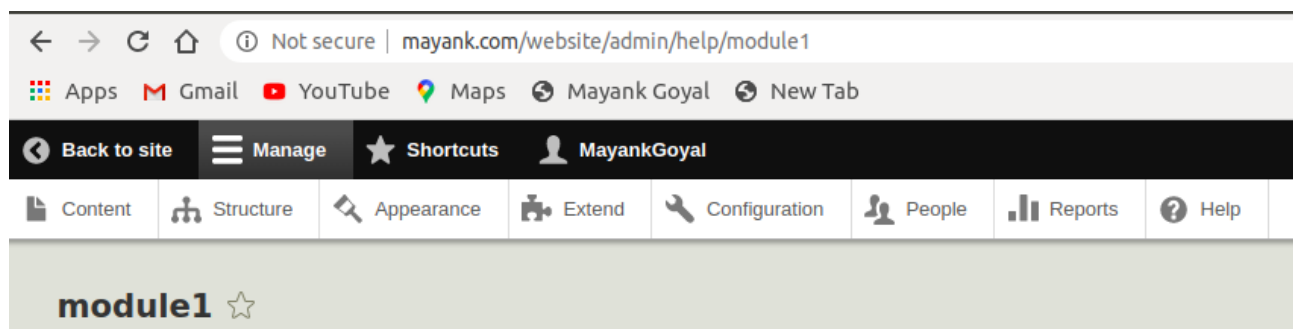 Not secure | mayank.com/website/admin/help/module1
Apps Gmail YouTube Maps Mayank Goyal New Tab
Back to site Manage Shortcuts MayankGoyal
Content Structure Appearance Extend Configuration People Reports Help
module1